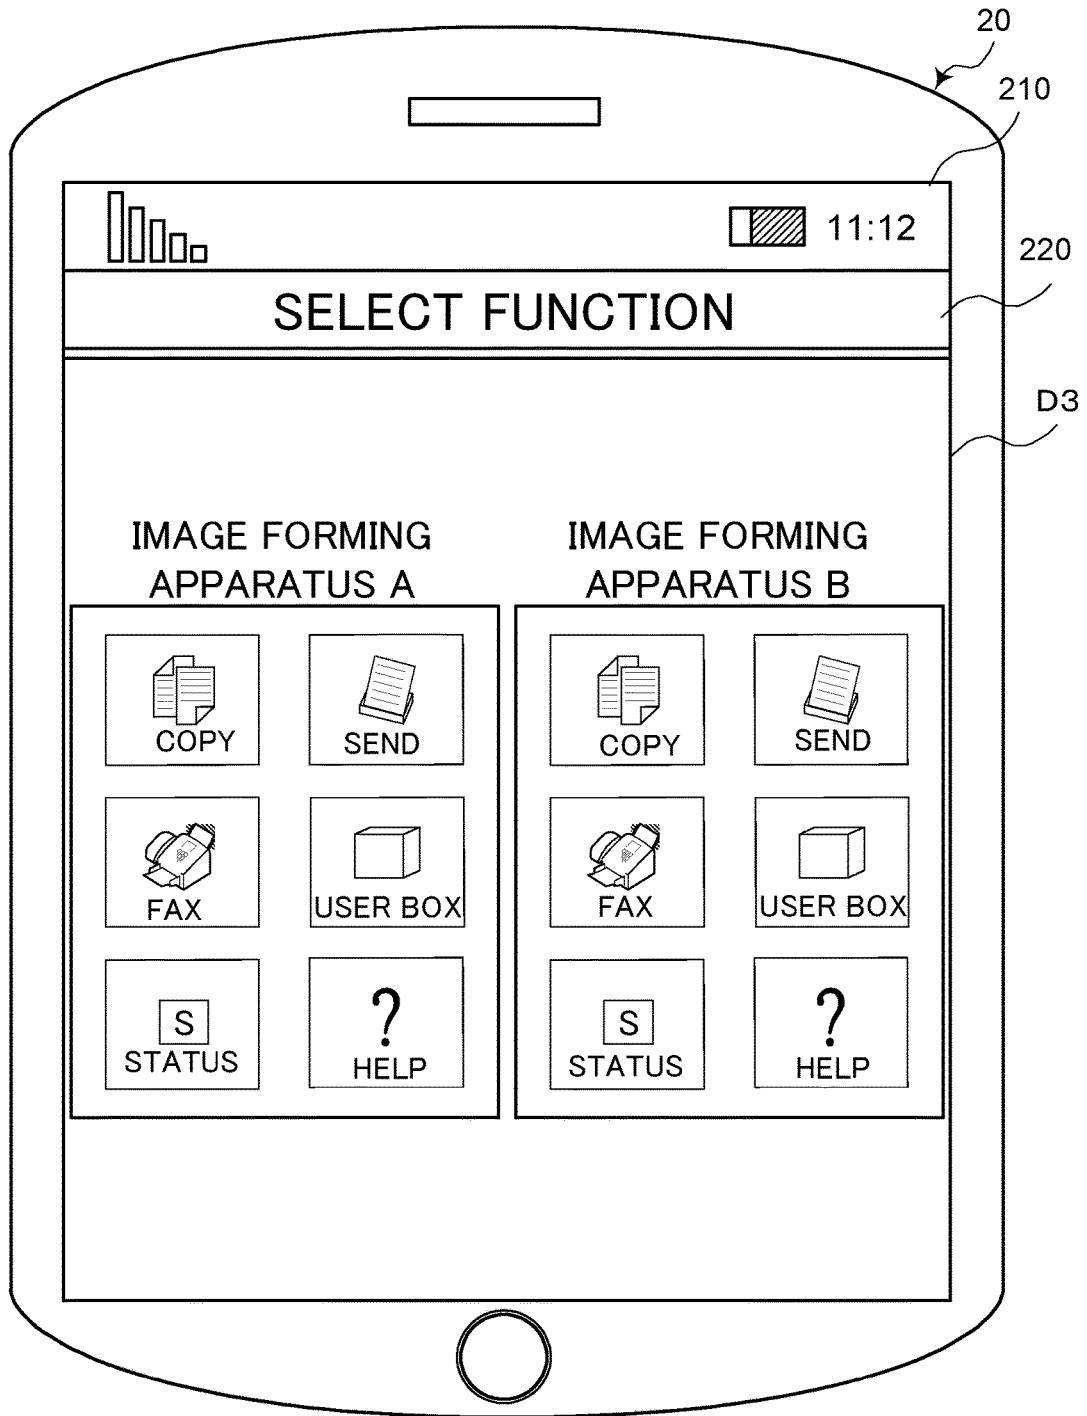 20
210
11:12
220
SELECT FUNCTION
D3
IMAGE FORMING
APPARATUS A
IMAGE FORMING
APPARATUS B
COPY
SEND
COPY
SEND
FAX
USER BOX
FAX
USER BOX
S
STATUS
?
HELP
S
STATUS
?
HELP